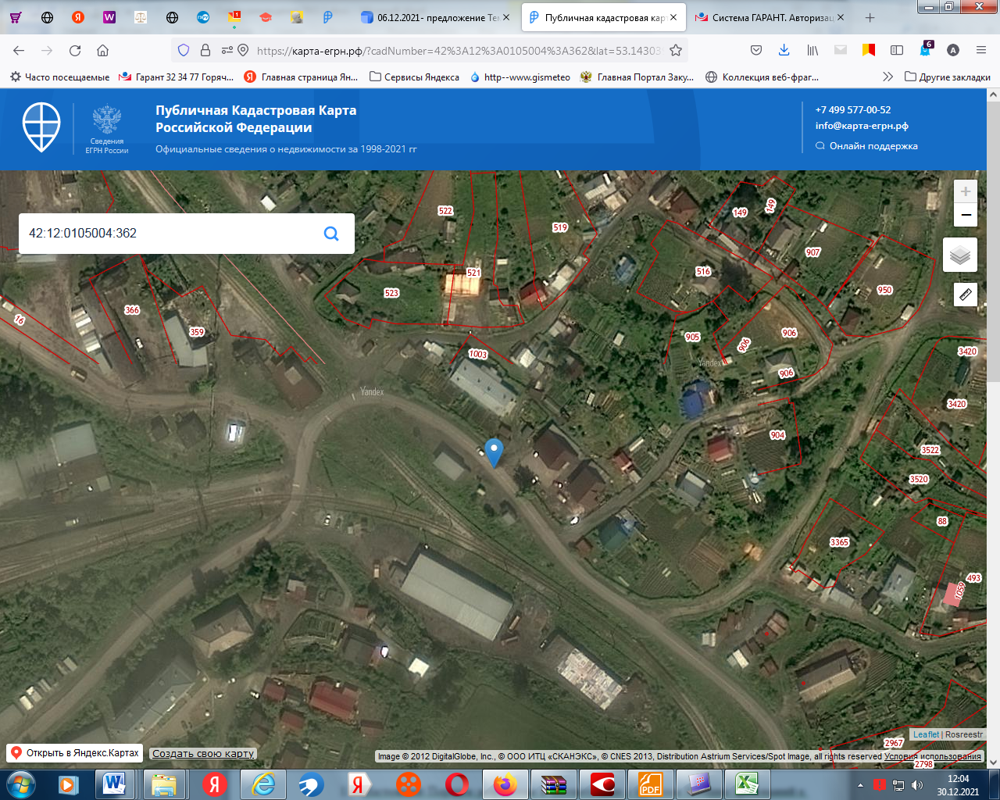 06.12.2021- предложение Тем
Публичная кадастровая кар
Система ГАРАНТ. Авторизац
https://карта-егрн.рф/?cadNumber=42%3A12%3A0105004%3A362&lat=53.14303
6
Часто посещаемые
Гарант 32 34 77 Горяч...
Главная страница Ян...
Сервисы Яндекса
http--www.gismeteo
Главная Портал Заку...
Коллекция веб-фраг...
Другие закладки
Публичная Кадастровая Карта
Российской Федерации
Официальные сведения о недвижимости за 1998-2021 гг
Сведения
ЕГРН России
+7 499 577-00-52
info@карта-егрн.рф
Онлайн поддержка
42:12:0105004:362
522
519
149
149
907
521
516
523
950
366
16
359
905
906
906
1003
906
3420
Yandex
Yandex
3420
904
3522
3520
88
3365
493
1059
2967
2798
Leaflet | Rosreestr
Открыть в Яндекс.Картах
Создать свою карту
Image © 2012 DigitalGlobe, Inc., © ООО ИТЦ «СКАНЭКС», © CNES 2013, Distribution Astrium Services/Spot Image, all rights reserved Условия использования
12:04
30.12.2021